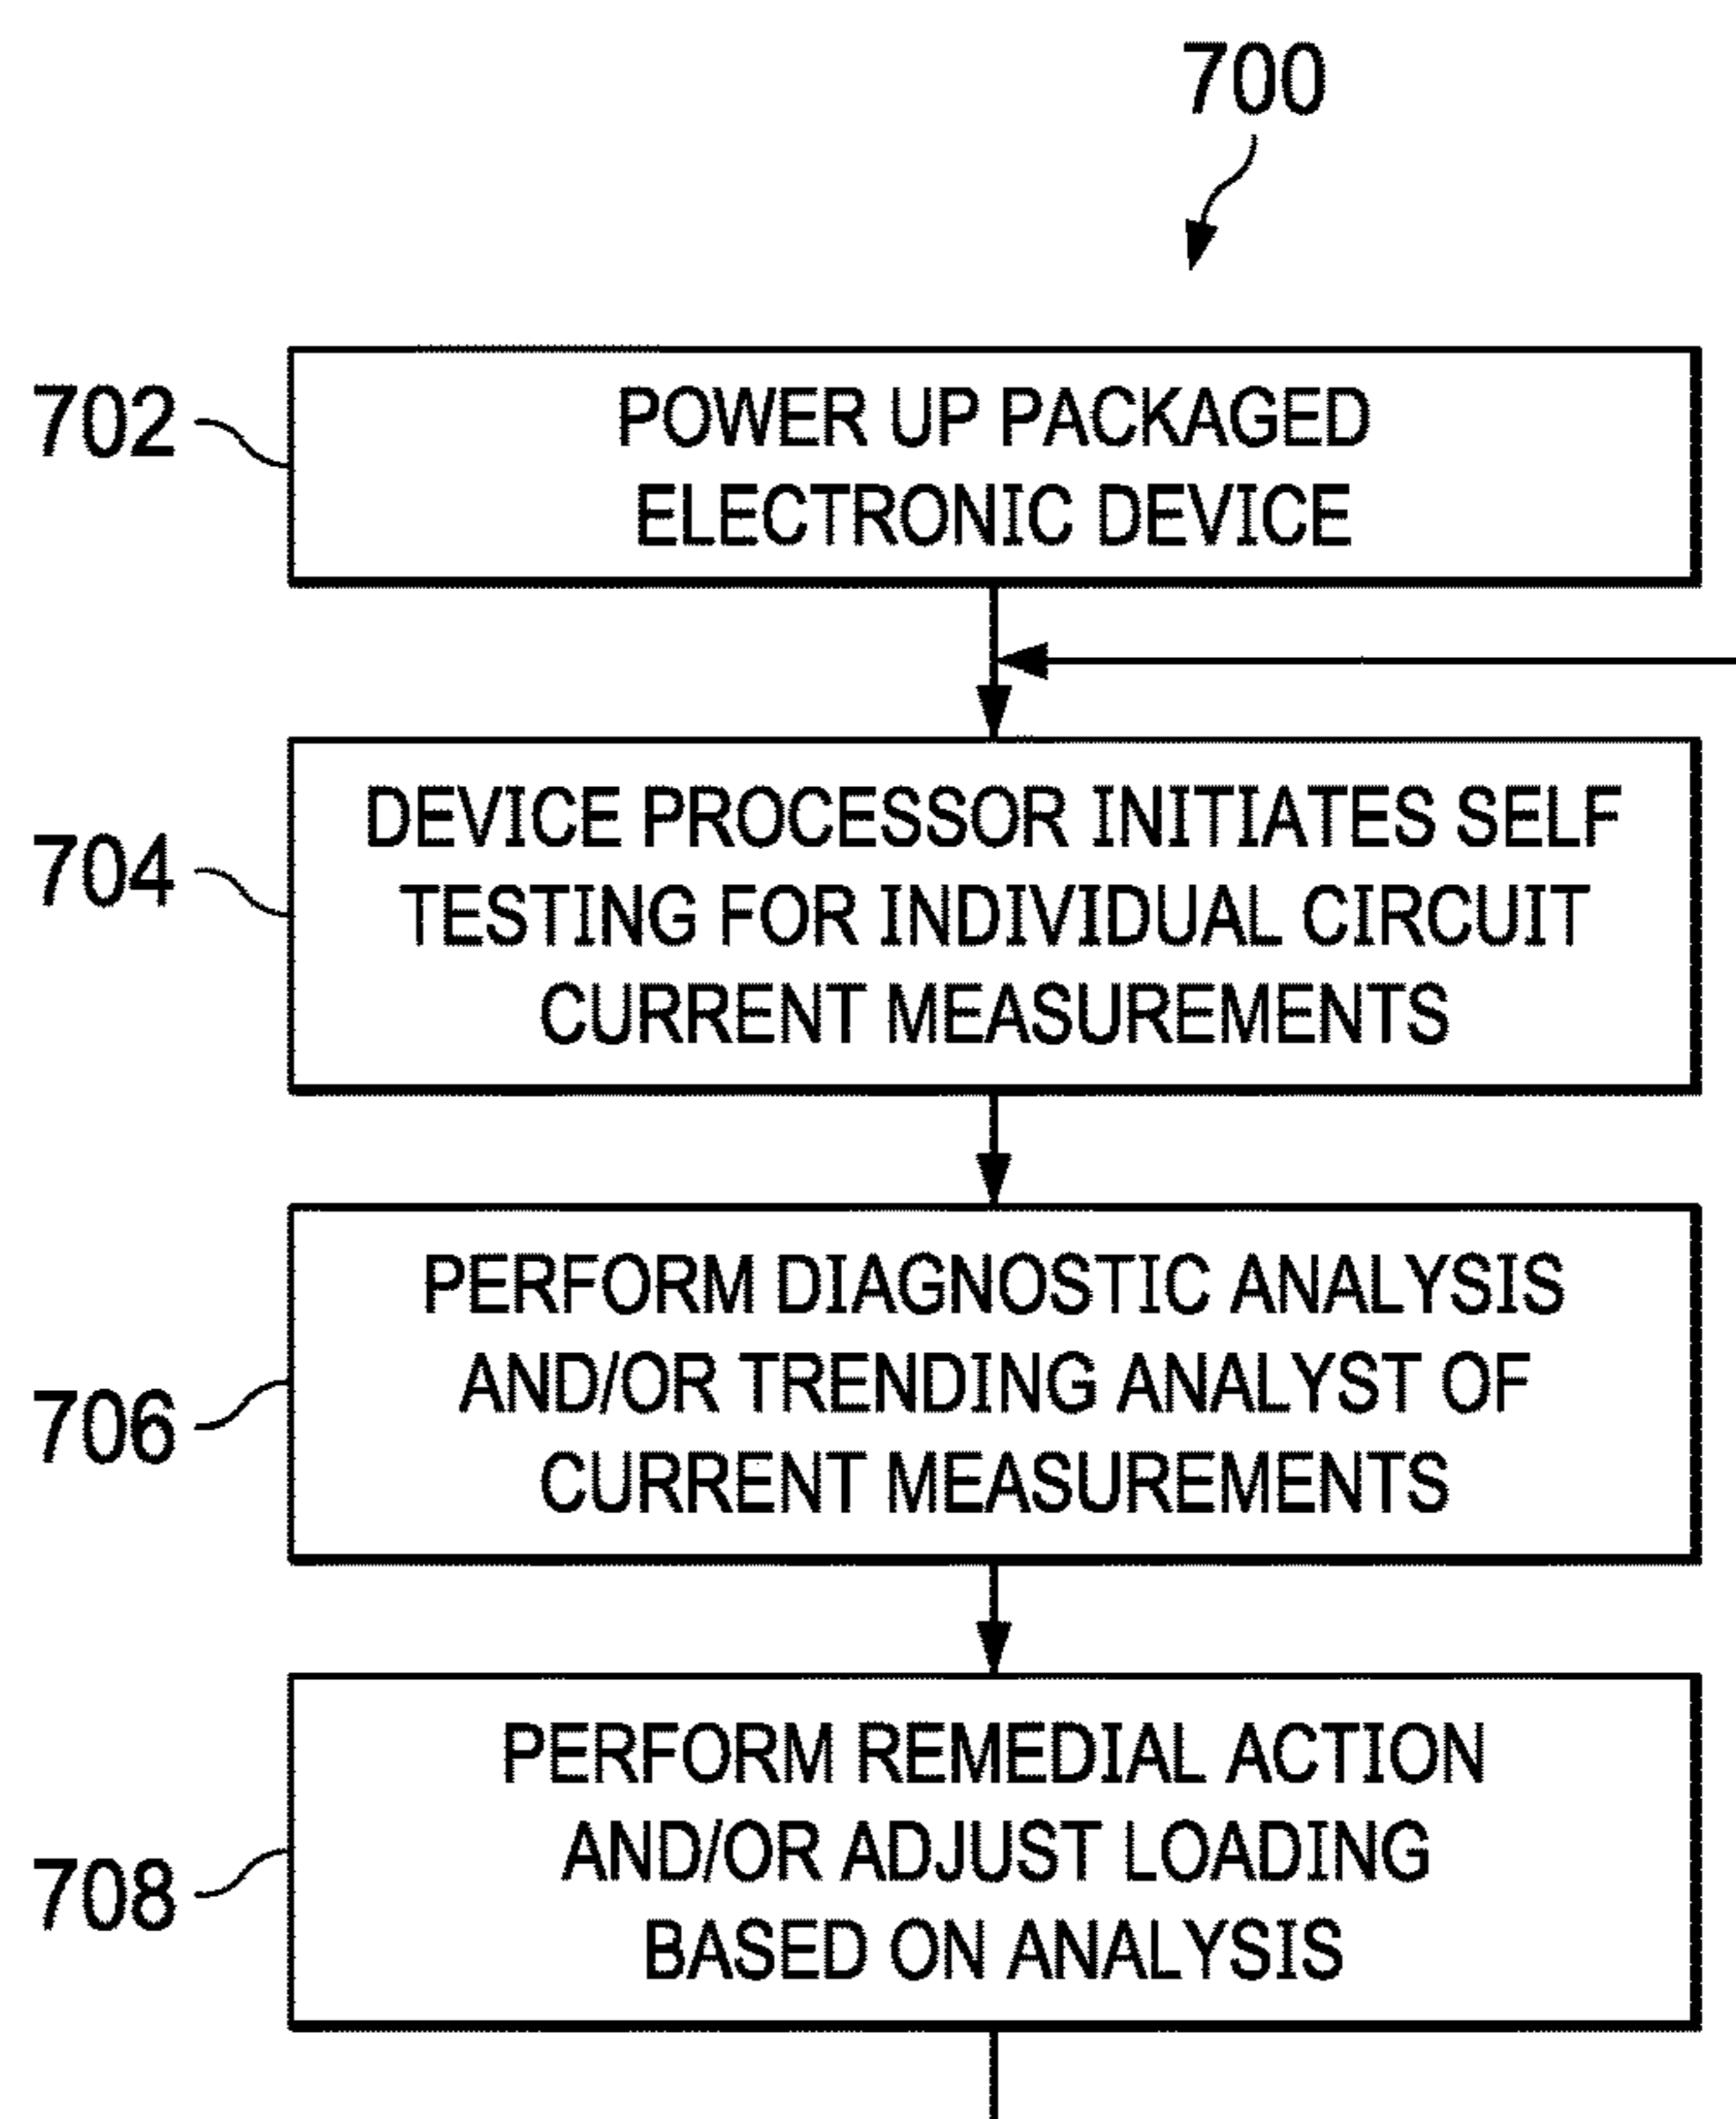 700
702
POWER UP PACKAGED
ELECTRONIC DEVICE
704
DEVICE PROCESSOR INITIATES SELF
TESTING FOR INDIVIDUAL CIRCUIT
CURRENT MEASUREMENTS
706
PERFORM DIAGNOSTIC ANALYSIS
AND/OR TRENDING ANALYST OF
CURRENT MEASUREMENTS
708
PERFORM REMEDIAL ACTION
AND/OR ADJUST LOADING
BASED ON ANALYSIS